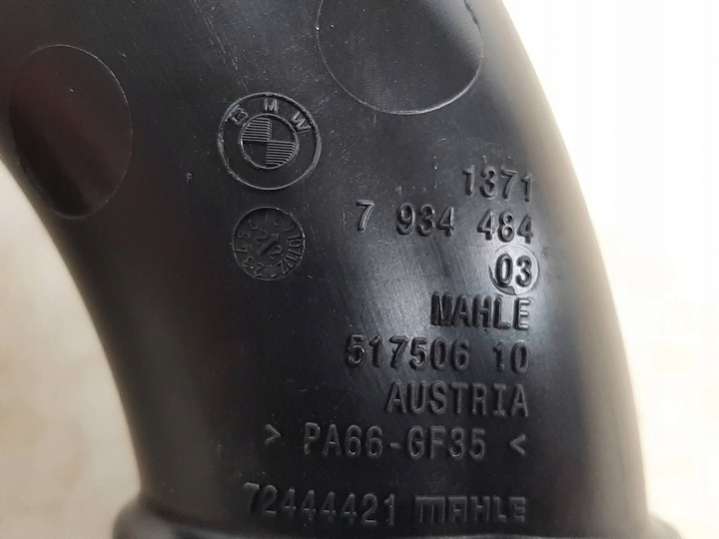 BMW
1371
7 934 484
03
MAHLE
517506 10
AUSTRIA
> PA66-GF35 <
72444421 MAHLE